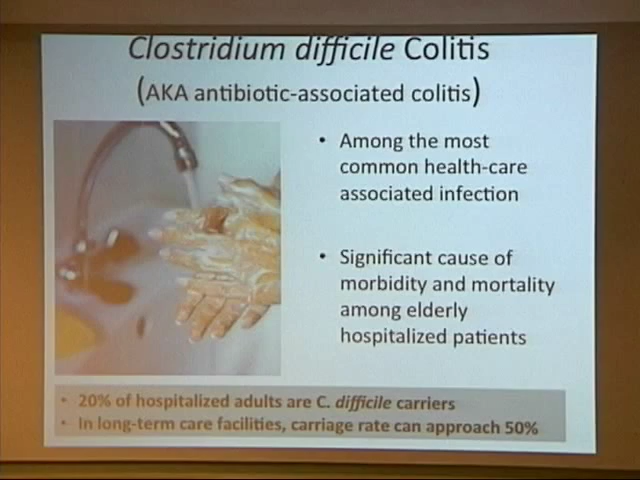 Clostridium difficile Colitis
(AKA antibiotic-associated colitis)
• Among the most
common health-care
associated infection
• Significant cause of
morbidity and mortality
among elderly
hospitalized patients
• 20% of hospitalized adults are C. difficile carriers
• In long-term care facilities, carriage rate can approach 50%